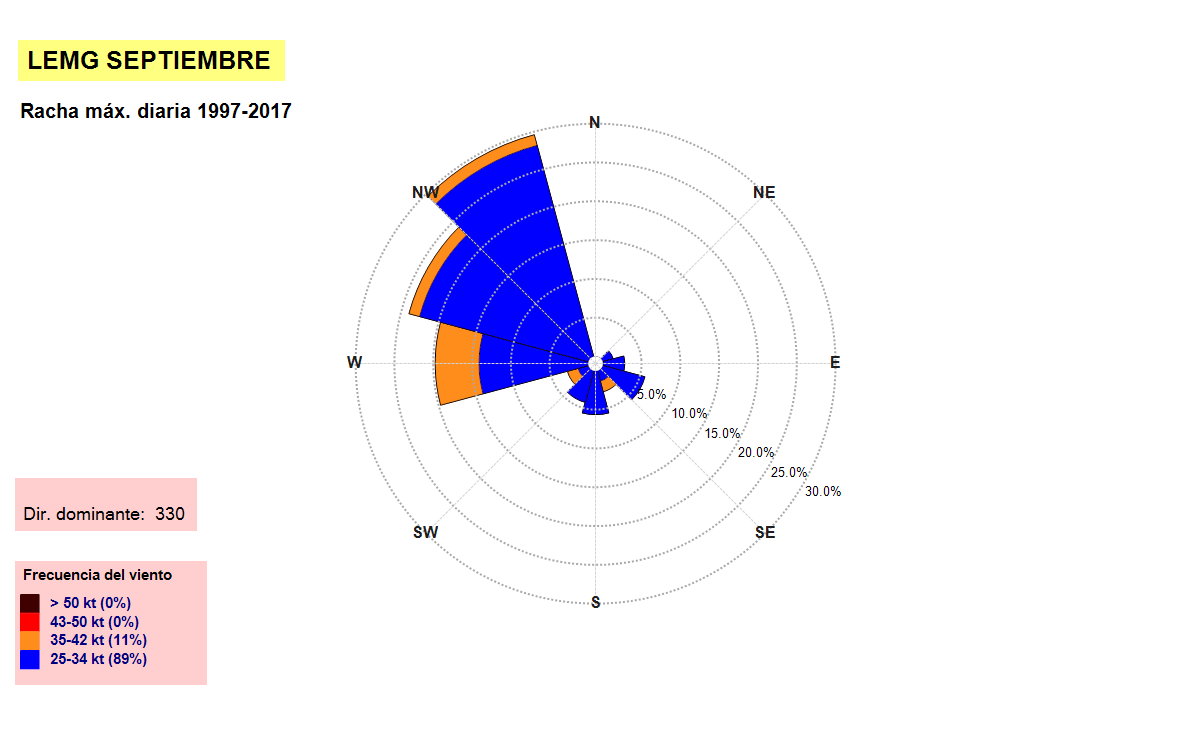 LEMG SEPTIEMBRE
Racha máx. diaria 1997-2017
N
NW
NE
W
E
5.0%
10.0%
15.0%
20.0%
25.0%
30.0%
SW
SE
S
Dir. dominante: 330
Frecuencia del viento
> 50 kt (0%)
43-50 kt (0%)
35-42 kt (11%)
25-34 kt (89%)